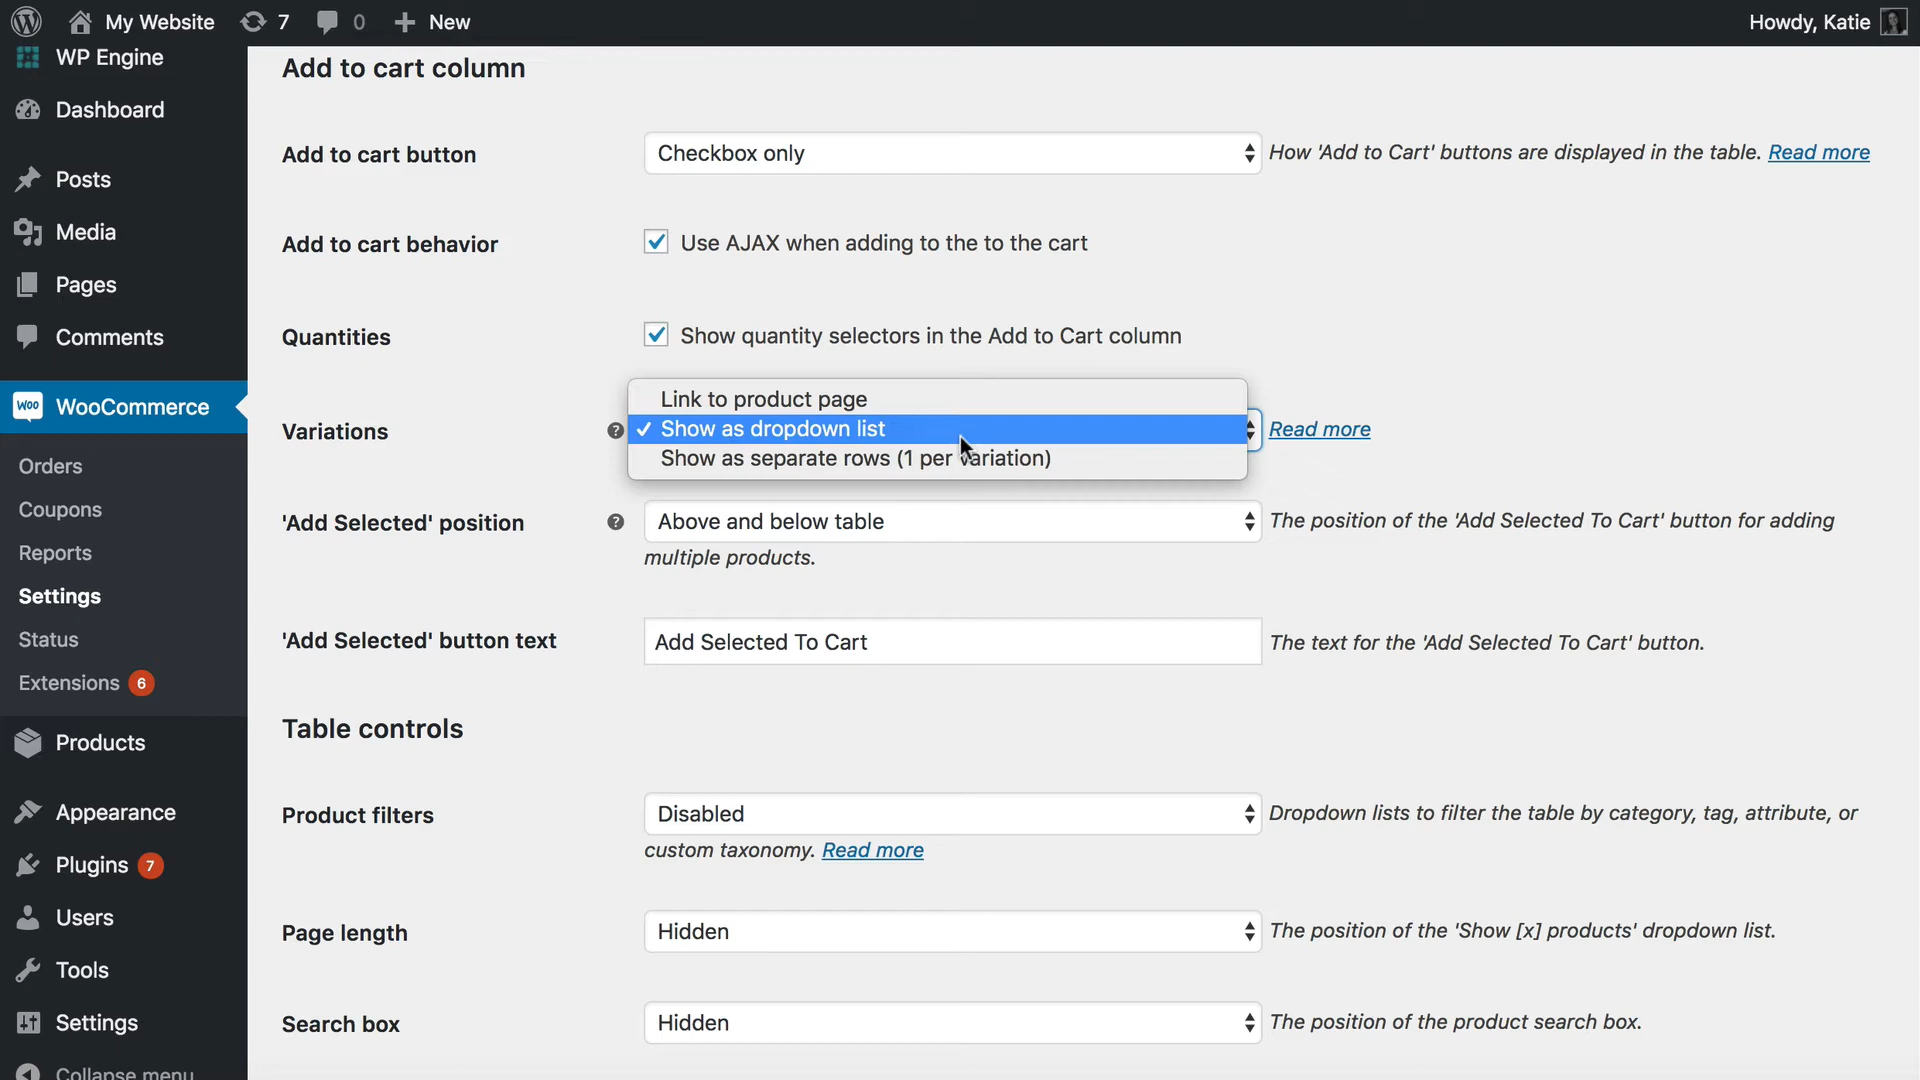 My Website
7
0
New
Howdy, Katie
WP Engine
Dashboard
Posts
Media
Pages
Comments
WOO
WooCommerce
Orders
Coupons
Reports
Settings
Status
Extensions 6
Products
Appearance
Plugins 7
Users
Tools
Settings
Collapse menu
Add to cart column
Add to cart button
Checkbox only
How 'Add to Cart' buttons are displayed in the table. Read more
Add to cart behavior
Use AJAX when adding to the to the cart
Quantities
Show quantity selectors in the Add to Cart column
Variations
?
Link to product page
Show as dropdown list
Show as separate rows (1 per variation)
Read more
'Add Selected' position
?
Above and below table
The position of the 'Add Selected To Cart' button for adding
multiple products.
'Add Selected' button text
Add Selected To Cart
The text for the 'Add Selected To Cart' button.
Table controls
Product filters
Disabled
Dropdown lists to filter the table by category, tag, attribute, or
custom taxonomy. Read more
Page length
Hidden
The position of the 'Show [x] products' dropdown list.
Search box
Hidden
The position of the product search box.